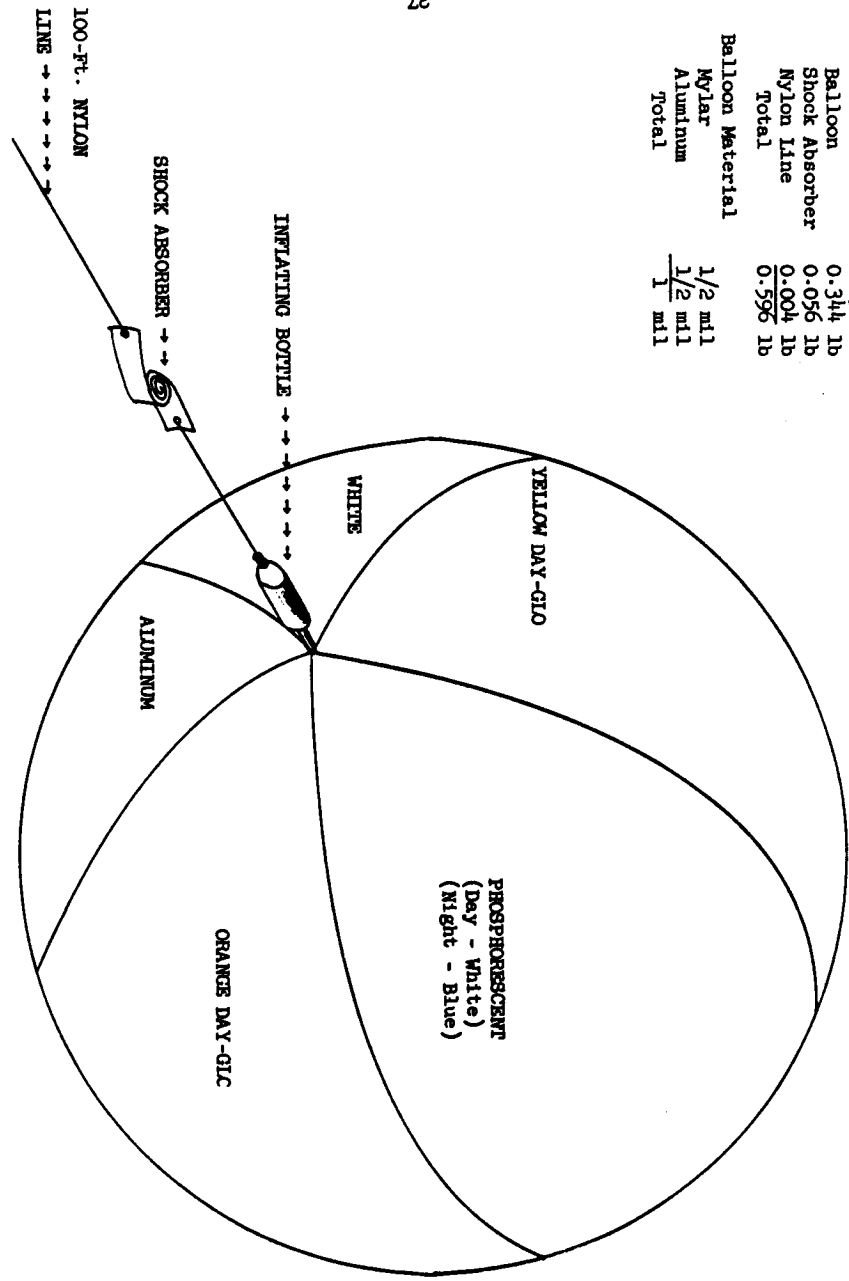 Balloon 0.344 lb
Shock Absorber 0.056 lb
Nylon Line 0.004 lb
Total 0.596 lb
Balloon Material
Mylar 1/2 mil
Aluminum 1/2 mil
Total 1 mil
YELLOW DAY-GLO
PHOSPHORESCENT
(Day - White)
(Night - Blue)
WHITE
INFLATING BOTTLE
ORANGE DAY-GLC
SHOCK ABSORBER
ALUMINUM
100-Ft. NYLON
LINE